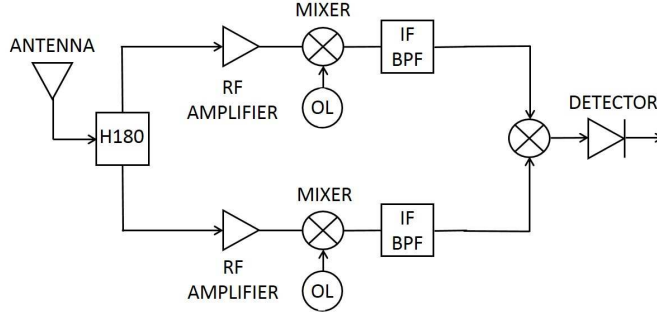 MIXER
ANTENNA
IF
BPF
RF
AMPLIFIER
OL
H180
DETECTOR
MIXER
IF
BPF
RF
AMPLIFIER
OL